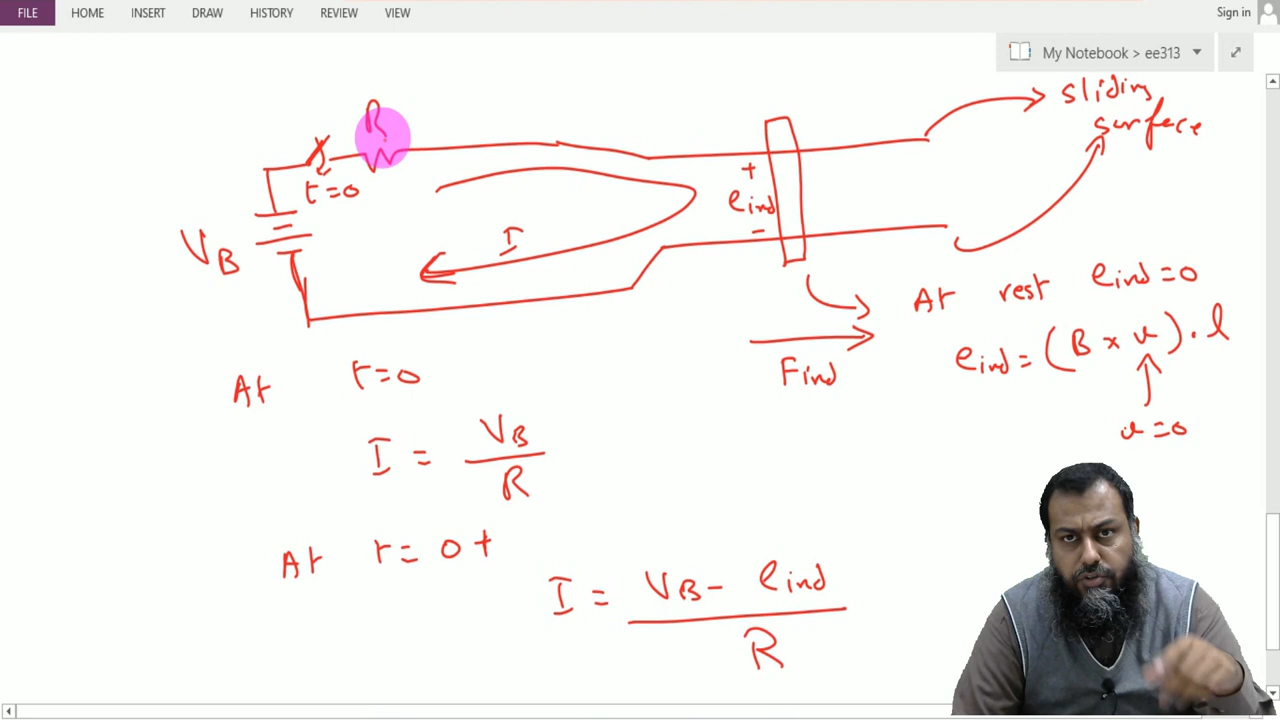 FILE HOME INSERT DRAW HISTORY REVIEW VIEW Sign in
My Notebook > ee313
R
t=0
VB
I
+
eind
-
sliding
surface
At rest eind=0
eind = (B × v) . l
v=0
Find
At t=0
I = VB / R
At t= 0+
I = VB - eind / R